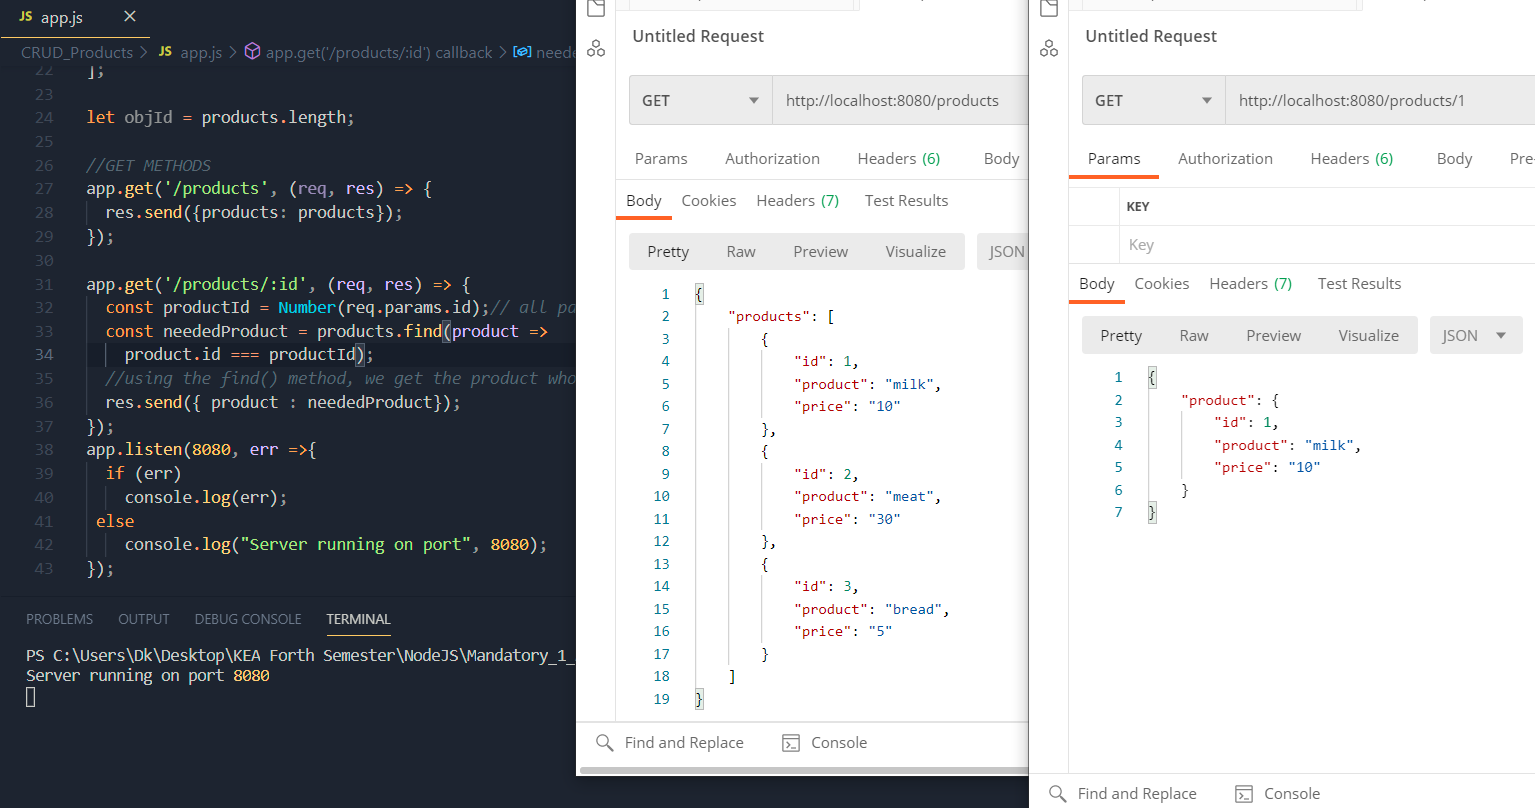 JS app.js ×
CRUD_Products > JS app.js > app.get('/products/:id') callback >
22 ];
23
24 let objId = products.length;
25
26 //GET METHODS
27 app.get('/products', (req, res) => {
28 res.send({products: products});
29 });
30
31 app.get('/products/:id', (req, res) => {
32 const productId = Number(req.params.id);// all
33 const neededProduct = products.find(product =>
34 product.id === productId);
35 //using the find() method, we get the product
36 res.send({ product : neededProduct});
37 });
38 app.listen(8080, err =>{
39 if (err)
40 console.log(err);
41 else
42 console.log("Server running on port", 8080);
43 });
PROBLEMS OUTPUT DEBUG CONSOLE TERMINAL
PS C:\Users\Dk\Desktop\KEA Forth Semester\NodeJS\Mandatory_1_
Server running on port 8080
Untitled Request
GET http://localhost:8080/products
Params Authorization Headers (6) Body
Body Cookies Headers (7) Test Results
Pretty Raw Preview Visualize JSON
1 {
2 "products": [
3 {
4 "id": 1,
5 "product": "milk",
6 "price": "10"
7 },
8 {
9 "id": 2,
10 "product": "meat",
11 "price": "30"
12 },
13 {
14 "id": 3,
15 "product": "bread",
16 "price": "5"
17 }
18 ]
19 }
Find and Replace Console
Untitled Request
GET http://localhost:8080/products/1
Params Authorization Headers (6) Body Pre-
KEY
Key
Body Cookies Headers (7) Test Results
Pretty Raw Preview Visualize JSON
1 {
2 "product": {
3 "id": 1,
4 "product": "milk",
5 "price": "10"
6 }
7 }
Find and Replace Console